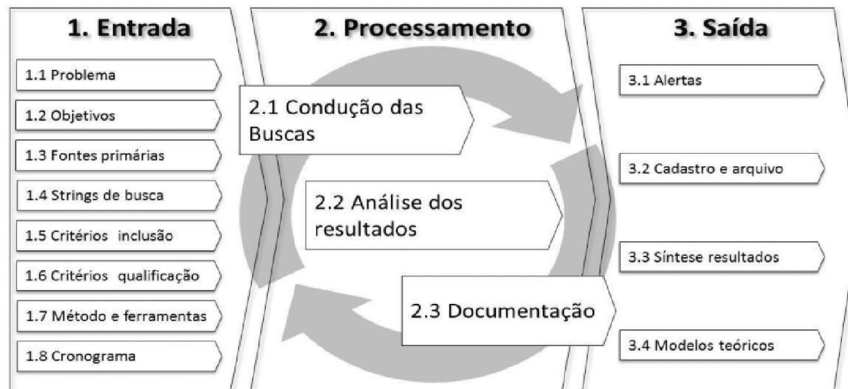 1. Entrada
1.1 Problema
1.2 Objetivos
1.3 Fontes primárias
1.4 Strings de busca
1.5 Critérios inclusão
1.6 Critérios qualificação
1.7 Método e ferramentas
1.8 Cronograma
2. Processamento
2.1 Condução das
Buscas
2.2 Análise dos
resultados
2.3 Documentação
3. Saída
3.1 Alertas
3.2 Cadastro e arquivo
3.3 Síntese resultados
3.4 Modelos teóricos